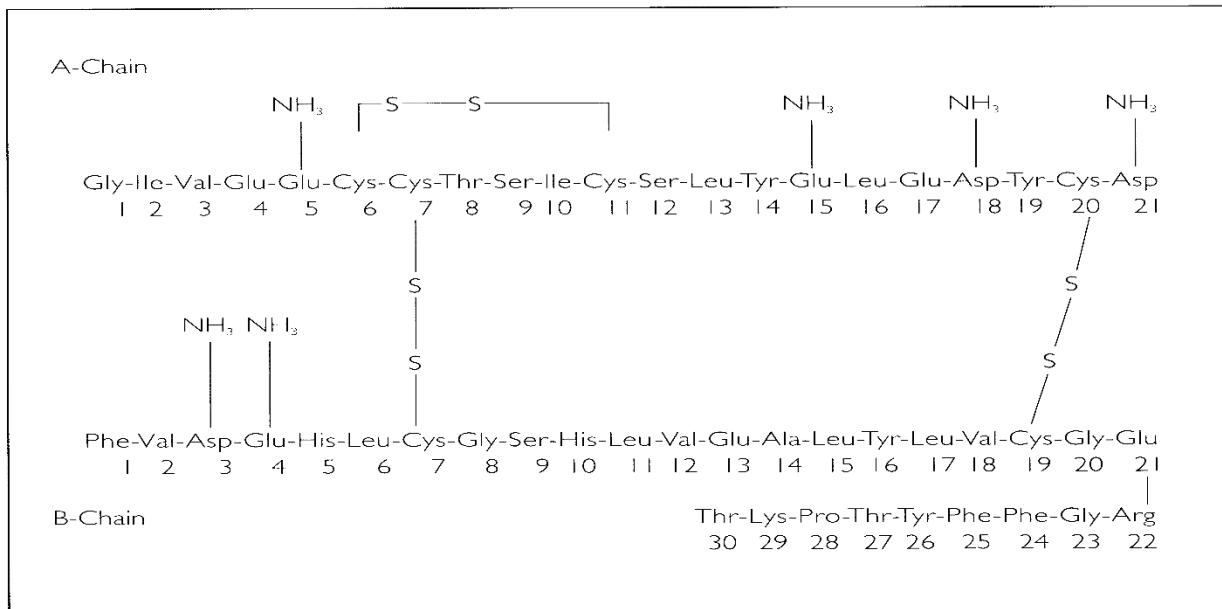 A-Chain
NH₃ S S NH₃ NH₃ NH₃
Gly-Ile-Val-Glu-Glu-Cys-Cys-Thr-Ser-Ile-Cys-Ser-Leu-Tyr-Glu-Leu-Glu-Asp-Tyr-Cys-Asp
1 2 3 4 5 6 7 8 9 10 11 12 13 14 15 16 17 18 19 20 21
S S
NH₃ NH₃
S S
Phe-Val-Asp-Glu-His-Leu-Cys-Gly-Ser-His-Leu-Val-Glu-Ala-Leu-Tyr-Leu-Val-Cys-Gly-Glu
1 2 3 4 5 6 7 8 9 10 11 12 13 14 15 16 17 18 19 20 21
B-Chain
Thr-Lys-Pro-Thr-Tyr-Phe-Phe-Gly-Arg
30 29 28 27 26 25 24 23 22